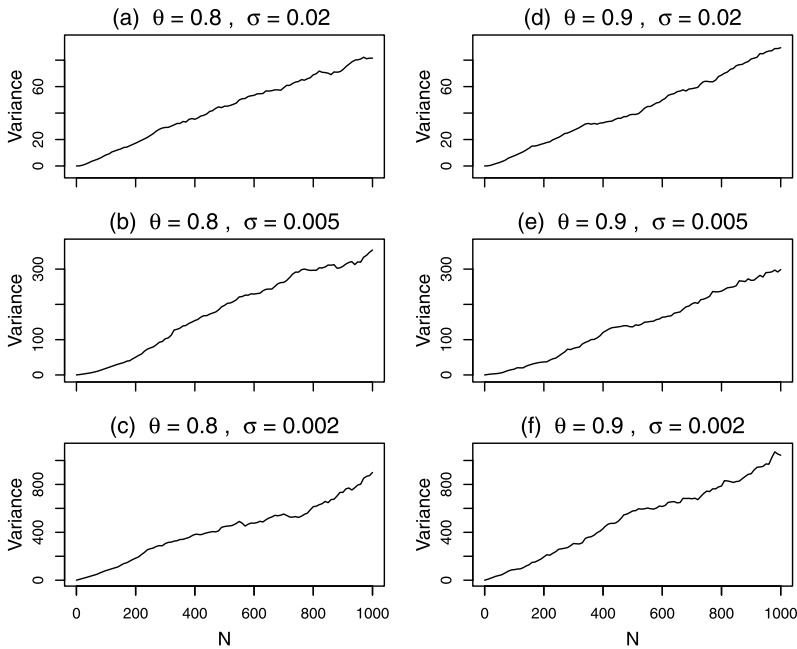 (a) θ = 0.8 , σ = 0.02
Variance
0 20 60
(b) θ = 0.8 , σ = 0.005
Variance
0 100 300
(c) θ = 0.8 , σ = 0.002
Variance
0 400 800
0 200 400 600 800 1000
N
(d) θ = 0.9 , σ = 0.02
Variance
0 20 60
(e) θ = 0.9 , σ = 0.005
Variance
0 100 300
(f) θ = 0.9 , σ = 0.002
Variance
0 400 800
0 200 400 600 800 1000
N